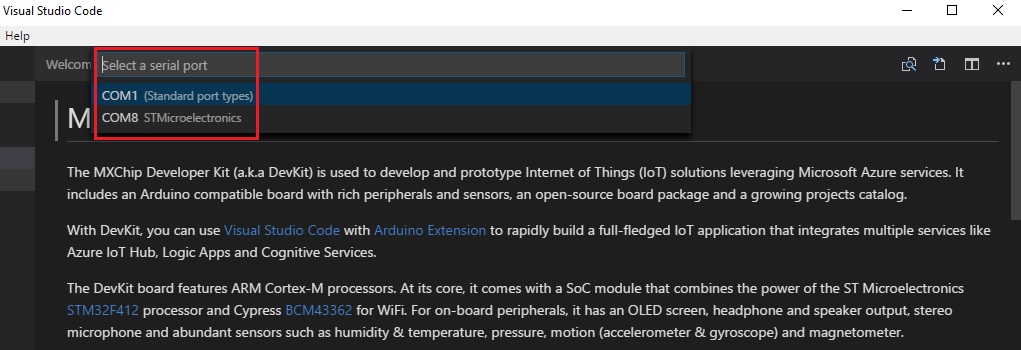 Visual Studio Code
Help
Welcom
Select a serial port
COM1 (Standard port types)
COM8 STMicroelectronics
M
The MXChip Developer Kit (a.k.a DevKit) is used to develop and prototype Internet of Things (IoT) solutions leveraging Microsoft Azure services. It
includes an Arduino compatible board with rich peripherals and sensors, an open-source board package and a growing projects catalog.
With DevKit, you can use Visual Studio Code with Arduino Extension to rapidly build a full-fledged IoT application that integrates multiple services like
Azure IoT Hub, Logic Apps and Cognitive Services.
The DevKit board features ARM Cortex-M processors. At its core, it comes with a SoC module that combines the power of the ST Microelectronics
STM32F412 processor and Cypress BCM43362 for WiFi. For on-board peripherals, it has an OLED screen, headphone and speaker output, stereo
microphone and abundant sensors such as humidity & temperature, pressure, motion (accelerometer & gyroscope) and magnetometer.